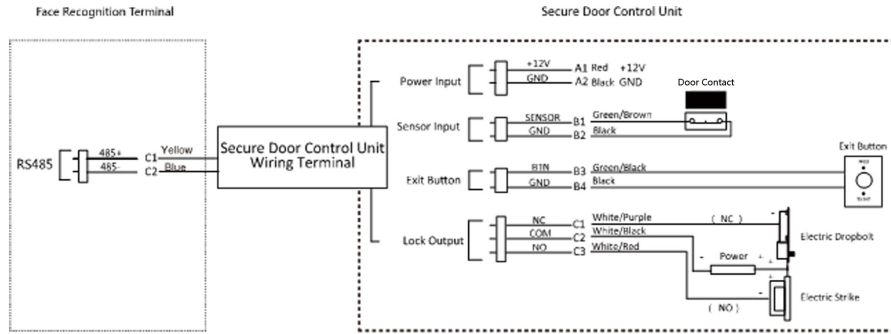 Face Recognition Terminal
Secure Door Control Unit
RS485
485+ C1 Yellow
485- C2 Blue
Secure Door Control Unit
Wiring Terminal
Power Input
+12V A1 Red +12V
GND A2 Black GND
Door Contact
Sensor Input
SENSOR B1 Green/Brown
GND B2 Black
Exit Button
Exit Button
BTN B3 Green/Black
GND B4 Black
Lock Output
NC C1 White/Purple ( NC ) -
COM C2 White/Black
NO C3 White/Red
Electric Dropbolt
- Power + +
+
- Electric Strike
( NO )